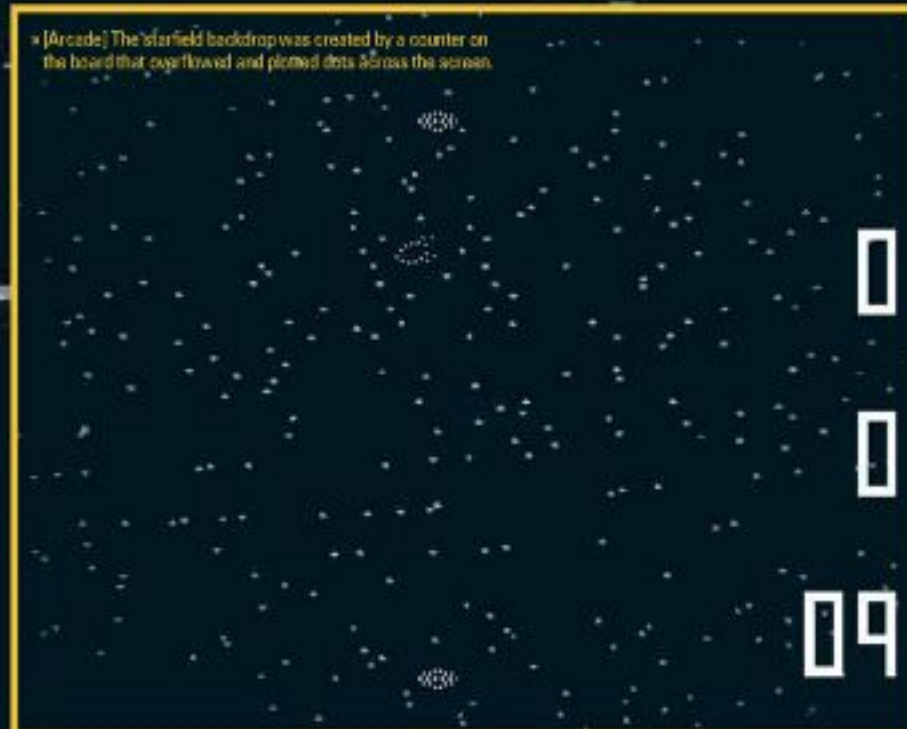 » [Arcade] The starfield backdrop was created by a counter on
the board that overflowed and plotted dots across the screen.
0
0
09